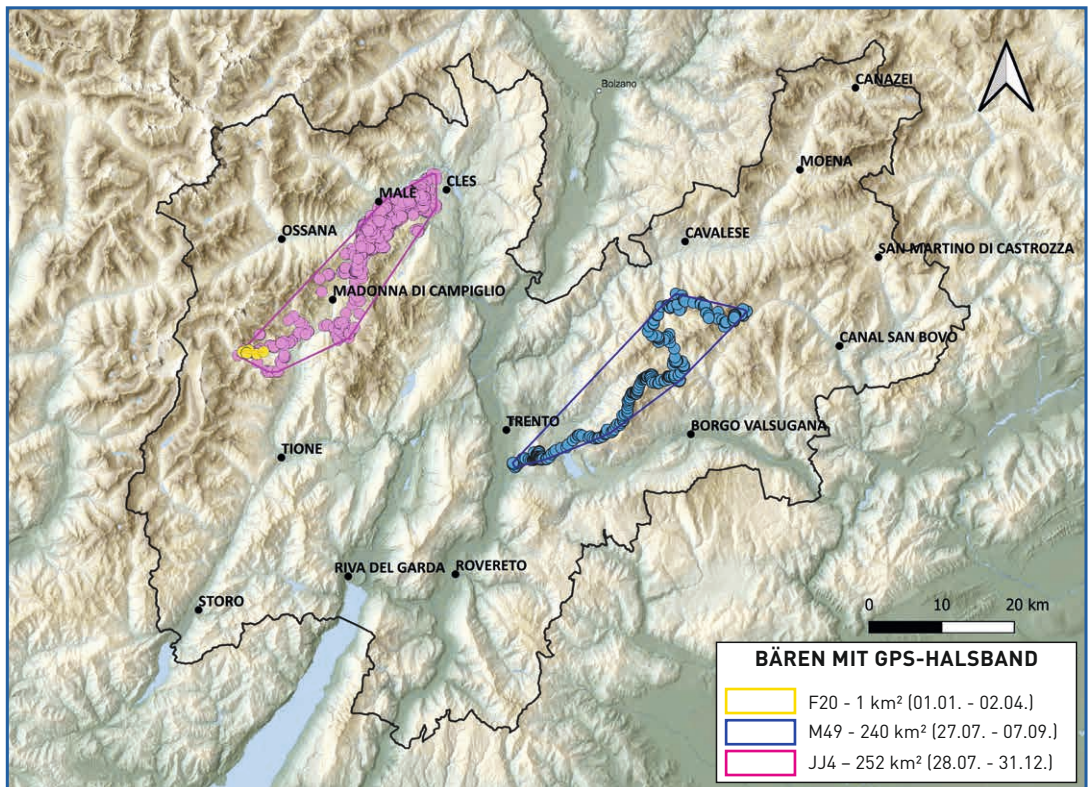 CANAZEI
Bolzano
MOENA
CLES
MALÈ
OSSANA
CAVALESE
SAN MARTINO DI CASTROZZA
MADONNA DI CAMPIGLIO
CANAL SAN BOVO
TRENTO
BORGO VALSUGANA
TIONE
RIVA DEL GARDA
ROVERETO
STORO
0 10 20 km
BÄREN MIT GPS-HALSBAND
F20 - 1 km² (01.01. - 02.04.)
M49 - 240 km² (27.07. - 07.09.)
JJ4 – 252 km² (28.07. - 31.12.)